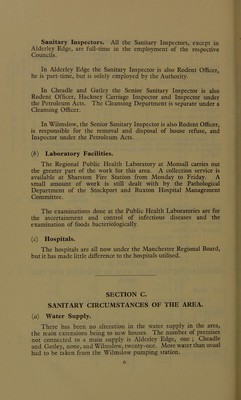 Sanitary Inspectors. All the Sanitary Inspectors, except in
Alderley Edge, are full-time in the employment of the respective
Councils.
In Alderley Edge the Sanitary Inspector is also Rodent Officer,
he is part-time, but is solely employed by the Authority.
In Cheadle and Gatley the Senior Sanitary Inspector is also
Rodent Officer, Hackney Carriage Inspector and Inspector under
the Petroleum Acts. The Cleansing Department is separate under a
Cleansing Officer.
In Wilmslow, the Senior Sanitary Inspector is also Rodent Officer,
is responsible for the removal and disposal of house refuse, and
Inspector under the Petroleum Acts.
(b) Laboratory Facilities.
The Regional Public Health Laboratory at Monsall carries out
the greater part of the work for this area. A collection service is
available at Sharston Fire Station from Monday to Friday. A
small amount of work is still dealt with by the Pathological
Department of the Stockport and Buxton Hospital Management
Committee.
The examinations done at the Public Health Laboratories are for
the ascertainment and control of infectious diseases and the
examination of foods bacteriologically.
(c) Hospitals.
The hospitals are all now under the Manchester Regional Board,
but it has made little difference to the hospitals utilised.
SECTION C.
SANITARY CIRCUMSTANCES OF THE AREA.
(a) Water Supply.
There has been no alteration in the water supply in the area,
the main extensions being to new houses. The number of premises
not connected to a main supply is Alderley Edge, one ; Cheadle
and Gatley, none, and Wilmslow, twenty-one. More water than usual
had to be taken from the Wilmslow pumping station.
6